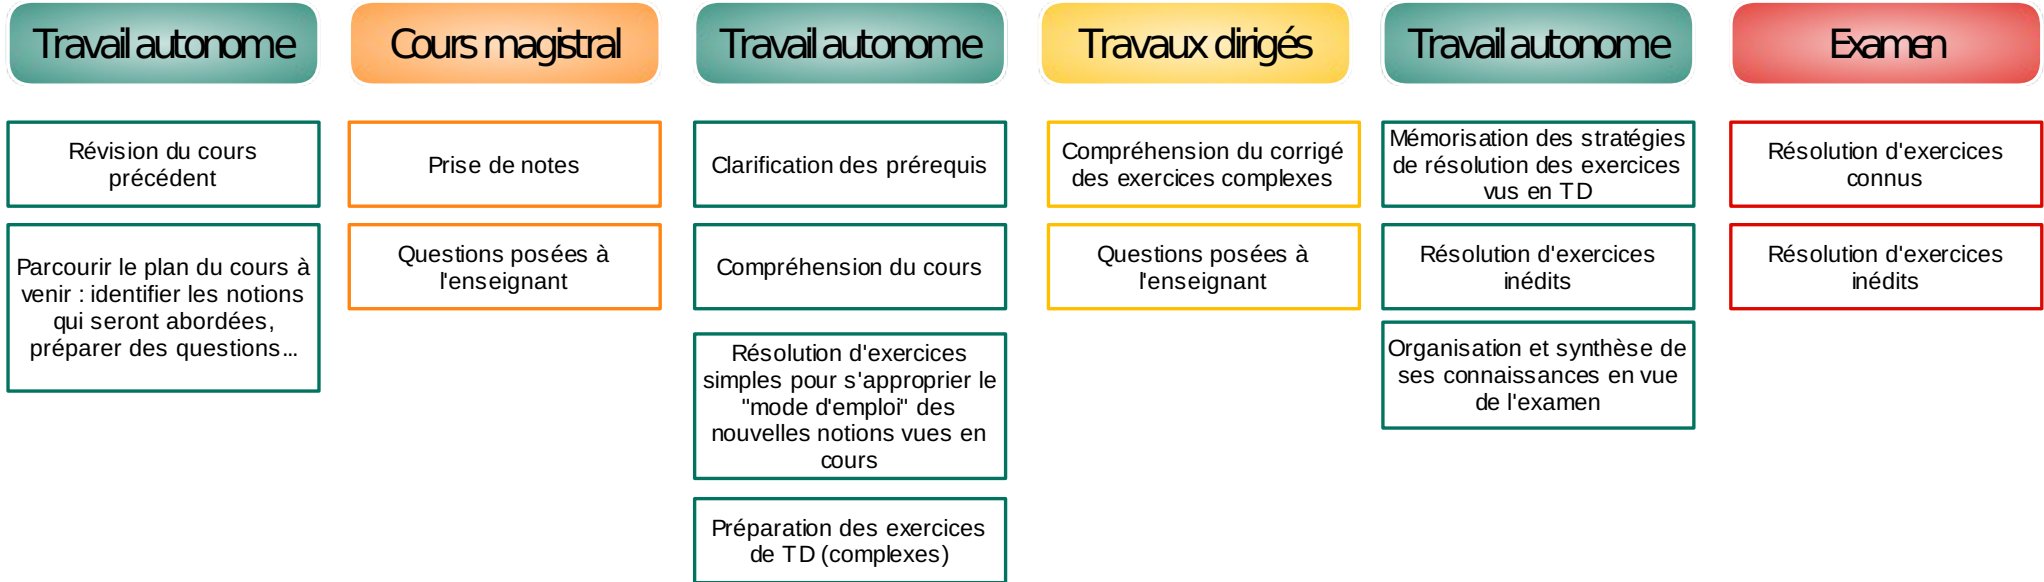 Travail autonome
Cours magistral
Travail autonome
Travaux dirigés
Travail autonome
Examen
Révision du cours
précédent
Parcourir le plan du cours à
venir : identifier les notions
qui seront abordées,
préparer des questions...
Prise de notes
Questions posées à
l'enseignant
Clarification des prérequis
Compréhension du cours
Résolution d'exercices
simples pour s'approprier le
"mode d'emploi" des
nouvelles notions vues en
cours
Préparation des exercices
de TD (complexes)
Compréhension du corrigé
des exercices complexes
Questions posées à
l'enseignant
Mémorisation des stratégies
de résolution des exercices
vus en TD
Résolution d'exercices
inédits
Organisation et synthèse de
ses connaissances en vue
de l'examen
Résolution d'exercices
connus
Résolution d'exercices
inédits